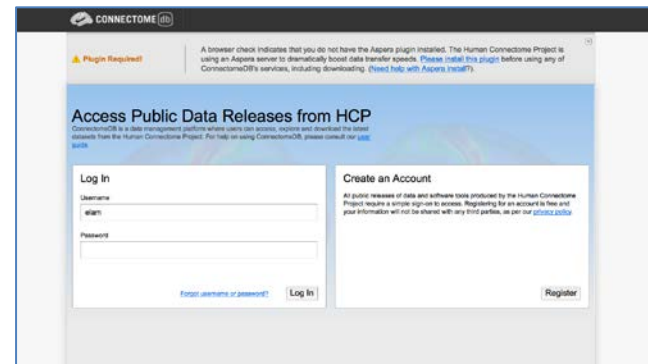 CONNECTOME db
Plugin Required!
A browser check indicates that you do not have the Aspera plugin installed. The Human Connectome Project is
using an Aspera server to dramatically boost data transfer speeds. Please install this plugin before using any of
ConnectomeDB's services, including downloading. (Need help with Aspera install?).
Access Public Data Releases from HCP
ConnectomeDB is a data management platform where users can access, explore and download the latest
datasets from the Human Connectome Project. For help on using ConnectomeDB, please consult our user
guide
Log In
Username
elam
Password
Forgot username or password?
Log In
Create an Account
All public releases of data and software tools produced by the Human Connectome
Project require a simple sign-on to access. Registering for an account is free and
your information will not be shared with any third parties, as per our privacy policy
Register